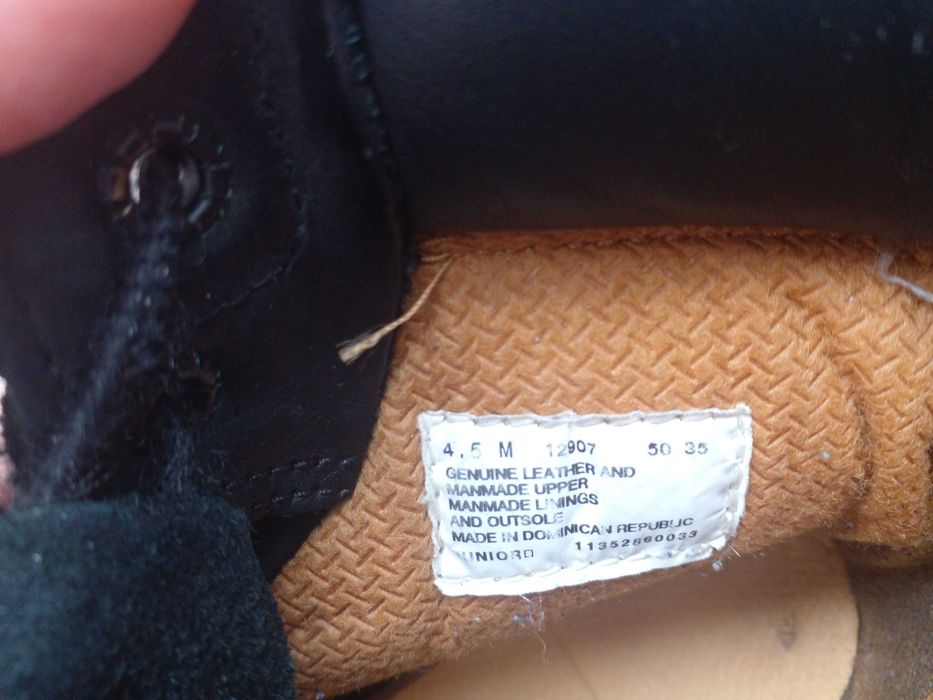 4.5 M 12907 50 35
GENUINE LEATHER AND
MANMADE UPPER
MANMADE LININGS
AND OUTSOLE
MADE IN DOMINICAN REPUBLIC
JUNIOR 11352860033